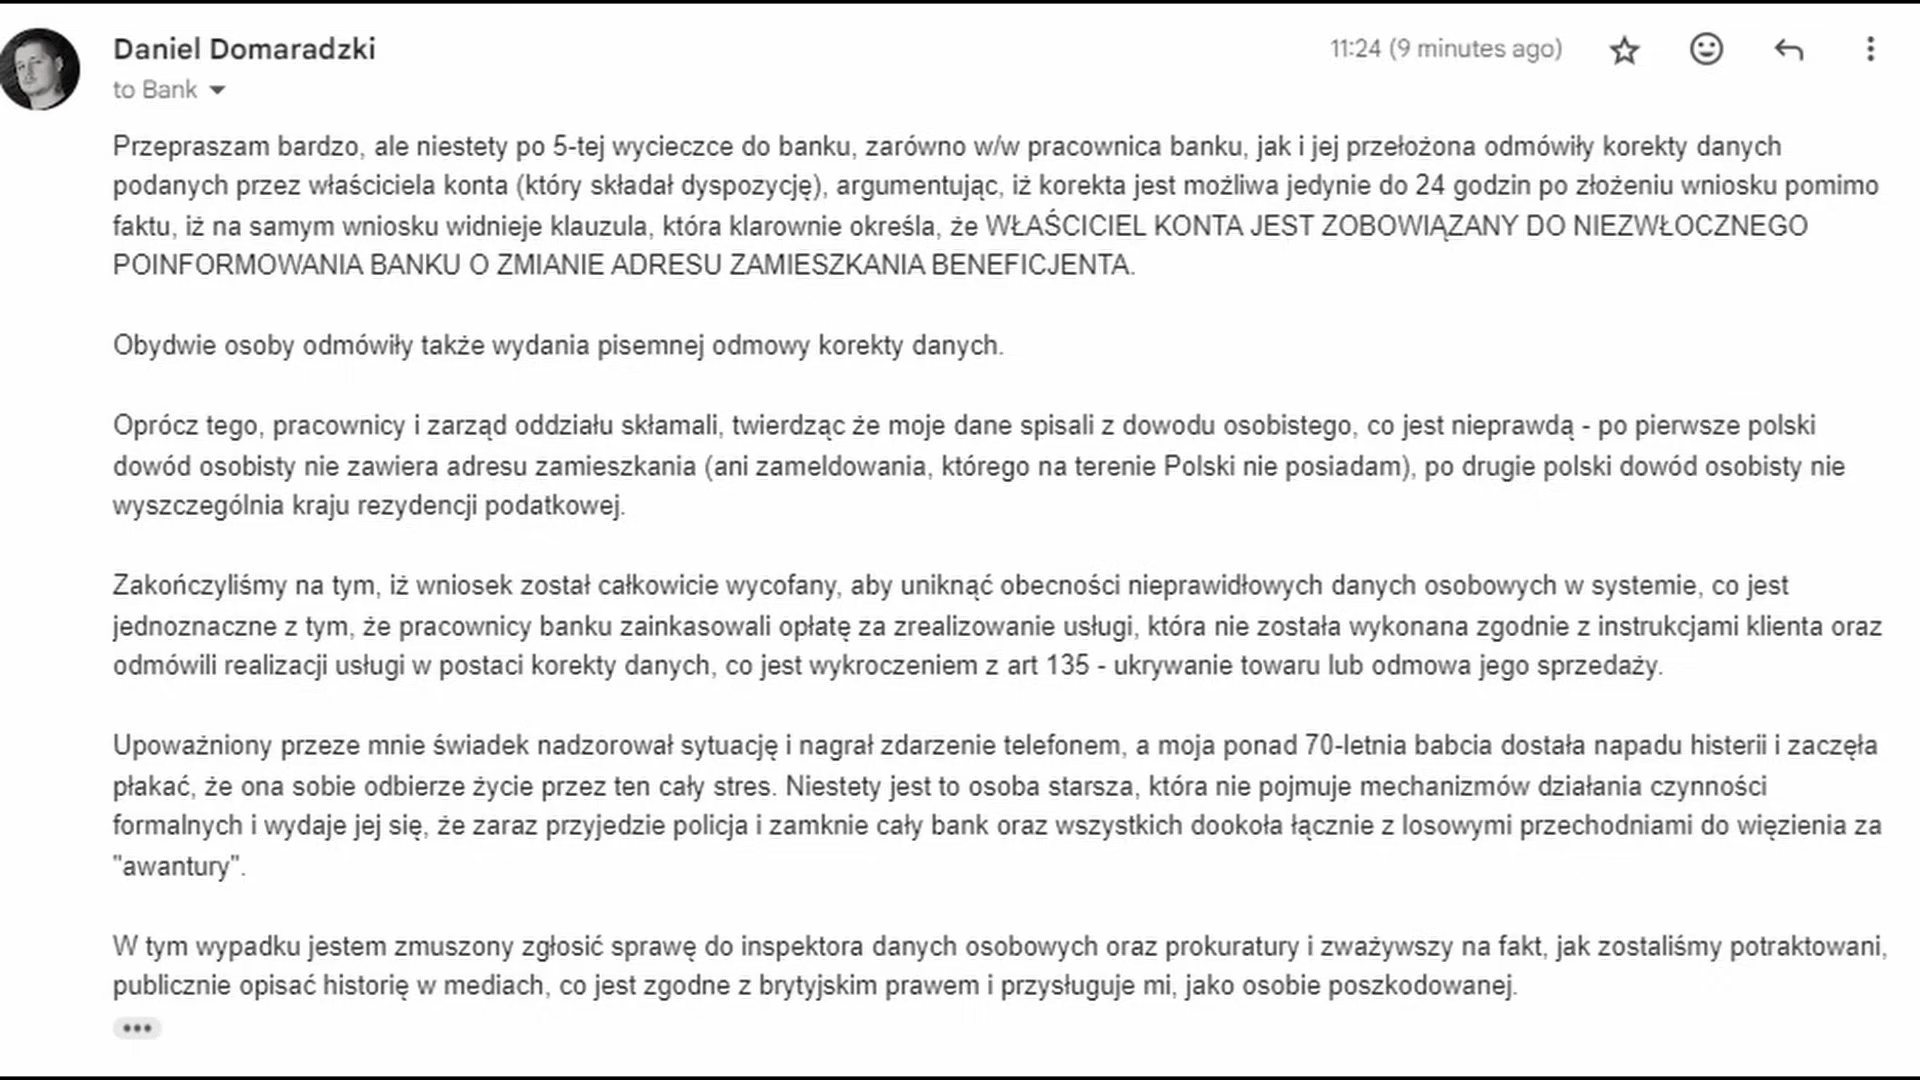 Daniel Domaradzki
11:24 (9 minutes ago)
to Bank
Przepraszam bardzo, ale niestety po 5-tej wycieczce do banku, zarówno w/w pracownica banku, jak i jej przełożona odmówiły korekty danych
podanych przez właściciela konta (który składał dyspozycję), argumentując, iż korekta jest możliwa jedynie do 24 godzin po złożeniu wniosku pomimo
faktu, iż na samym wniosku widnieje klauzula, która klarownie określa, że WŁAŚCICIEL KONTA JEST ZOBOWIĄZANY DO NIEZWŁOCZNEGO
POINFORMOWANIA BANKU O ZMIANIE ADRESU ZAMIESZKANIA BENEFICJENTA.
Obydwie osoby odmówiły także wydania pisemnej odmowy korekty danych.
Oprócz tego, pracownicy i zarząd oddziału skłamali, twierdząc że moje dane spisali z dowodu osobistego, co jest nieprawdą - po pierwsze polski
dowód osobisty nie zawiera adresu zamieszkania (ani zameldowania, którego na terenie Polski nie posiadam), po drugie polski dowód osobisty nie
wyszczególnia kraju rezydencji podatkowej.
Zakończyliśmy na tym, iż wniosek został całkowicie wycofany, aby uniknąć obecności nieprawidłowych danych osobowych w systemie, co jest
jednoznaczne z tym, że pracownicy banku zainkasowali opłatę za zrealizowanie usługi, która nie została wykonana zgodnie z instrukcjami klienta oraz
odmówili realizacji usługi w postaci korekty danych, co jest wykroczeniem z art 135 - ukrywanie towaru lub odmowa jego sprzedaży.
Upoważniony przeze mnie świadek nadzorował sytuację i nagrał zdarzenie telefonem, a moja ponad 70-letnia babcia dostała napadu histerii i zaczęła
płakać, że ona sobie odbierze życie przez ten cały stres. Niestety jest to osoba starsza, która nie pojmuje mechanizmów działania czynności
formalnych i wydaje jej się, że zaraz przyjedzie policja i zamknie cały bank oraz wszystkich dookoła łącznie z losowymi przechodniami do więzienia za
"awantury".
W tym wypadku jestem zmuszony zgłosić sprawę do inspektora danych osobowych oraz prokuratury i zważywszy na fakt, jak zostaliśmy potraktowani,
publicznie opisać historię w mediach, co jest zgodne z brytyjskim prawem i przysługuje mi, jako osobie poszkodowanej.